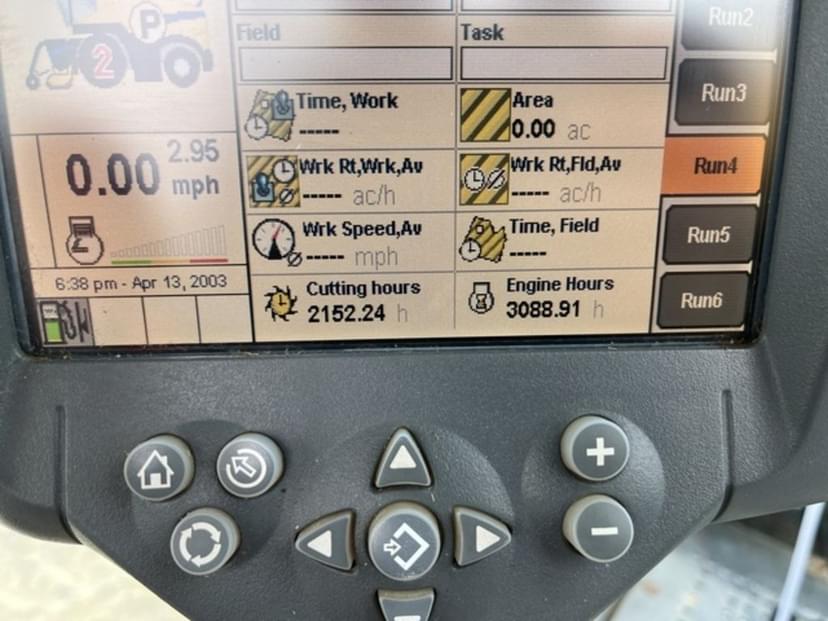 Run2
Field
Task
P
2
Time, Work
-----
Area
0.00 ac
Run3
2.95
0.00 mph
Wrk Rt,Wrk,Av
----- ac/h
Wrk Rt,Fld,Av
----- ac/h
Run4
Wrk Speed,Av
----- mph
Time, Field
-----
Run5
6:38 pm - Apr 13, 2003
Cutting hours
2152.24 h
Engine Hours
3088.91 h
Run6